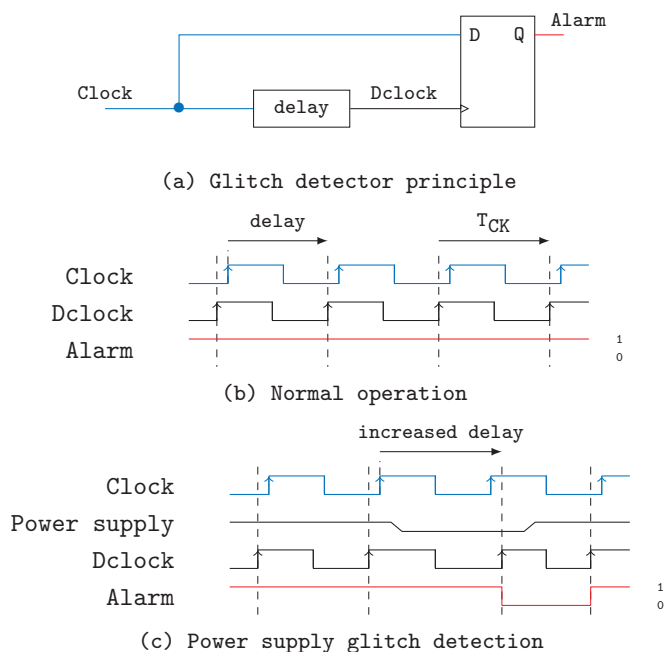 Alarm
D Q
Clock
delay
Dclock
(a) Glitch detector principle
delay
T_CK
Clock
Dclock
Alarm
1
0
(b) Normal operation
increased delay
Clock
Power supply
Dclock
Alarm
1
0
(c) Power supply glitch detection